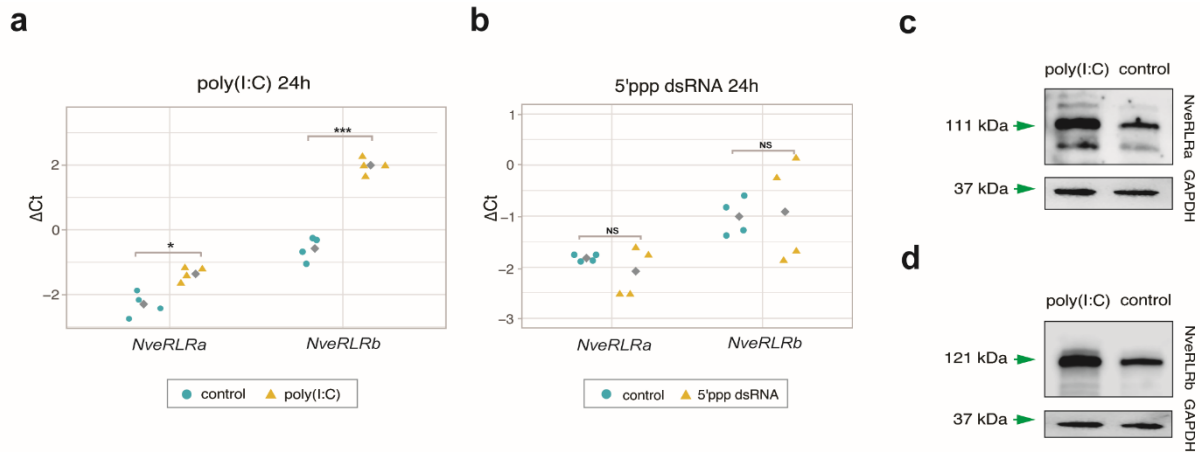 a
poly(I:C) 24h
ΔCt
2
0
−2
***
*
NveRLRa
NveRLRb
control
poly(I:C)
b
5'ppp dsRNA 24h
ΔCt
1
0
−1
−2
−3
NS
NS
NveRLRa
NveRLRb
control
5'ppp dsRNA
c
poly(I:C) control
111 kDa
37 kDa
NveRLRa
GAPDH
d
poly(I:C) control
121 kDa
37 kDa
NveRLRb
GAPDH